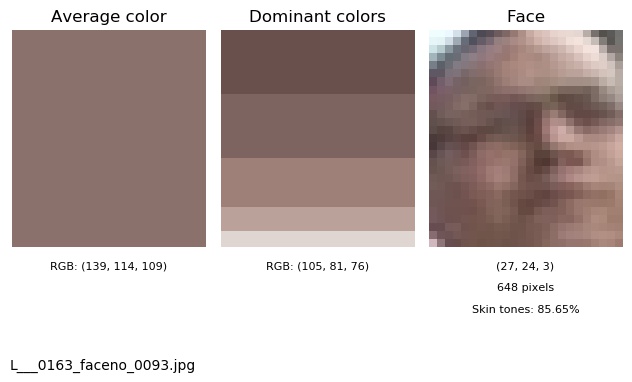 Average color
Dominant colors
Face
RGB: (139, 114, 109)
RGB: (105, 81, 76)
(27, 24, 3)
648 pixels
Skin tones: 85.65%
L___0163_faceno_0093.jpg